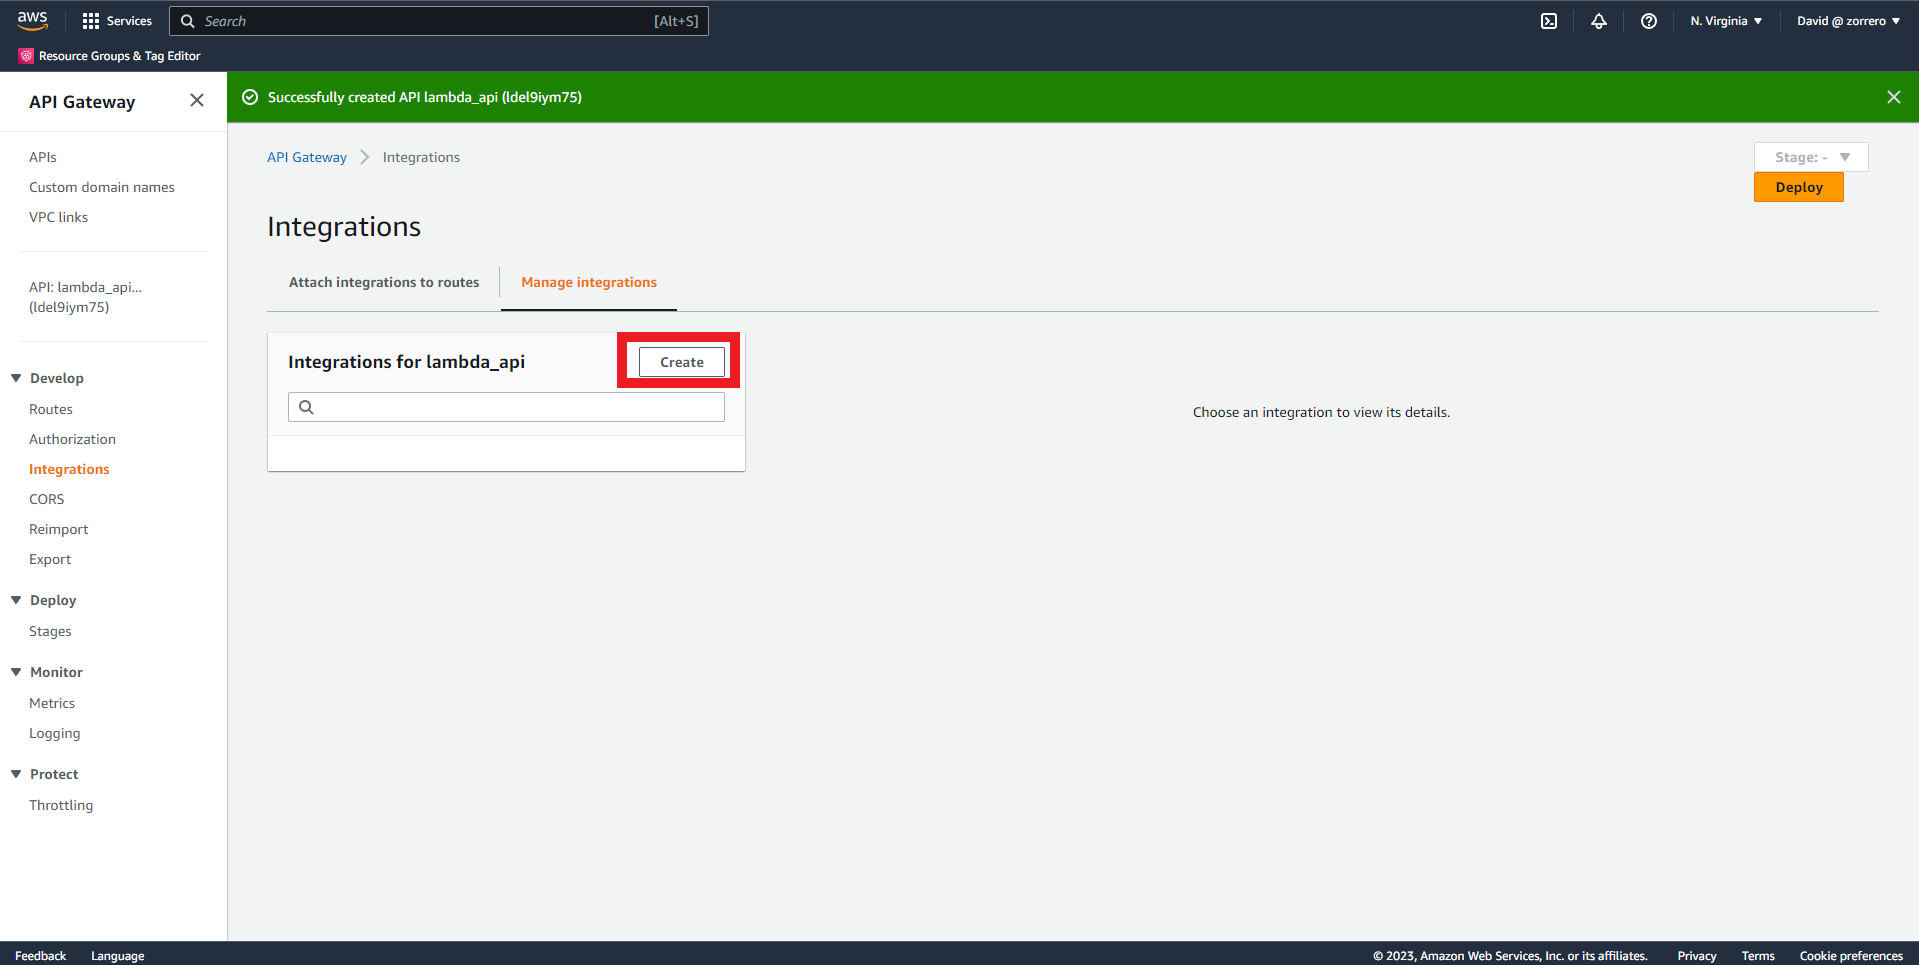 aws
Services
Search
[Alt+S]
N. Virginia
David @ zorrero
Resource Groups & Tag Editor
API Gateway
Successfully created API lambda_api (ldel9iym75)
APIs
Custom domain names
VPC links
API: lambda_api...
(ldel9iym75)
Develop
Routes
Authorization
Integrations
CORS
Reimport
Export
Deploy
Stages
Monitor
Metrics
Logging
Protect
Throttling
API Gateway
Integrations
Stage: -
Deploy
Integrations
Attach integrations to routes
Manage integrations
Integrations for lambda_api
Create
Choose an integration to view its details.
Feedback
Language
© 2023, Amazon Web Services, Inc. or its affiliates.
Privacy
Terms
Cookie preferences